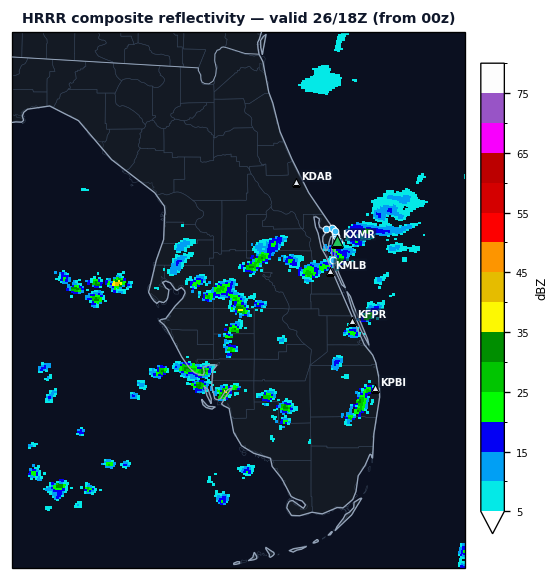 HRRR composite reflectivity — valid 26/18Z (from 00z)
KDAB
KXMR
KMLB
KFPR
KPBI
75
65
55
45
35
25
15
5
dBZ